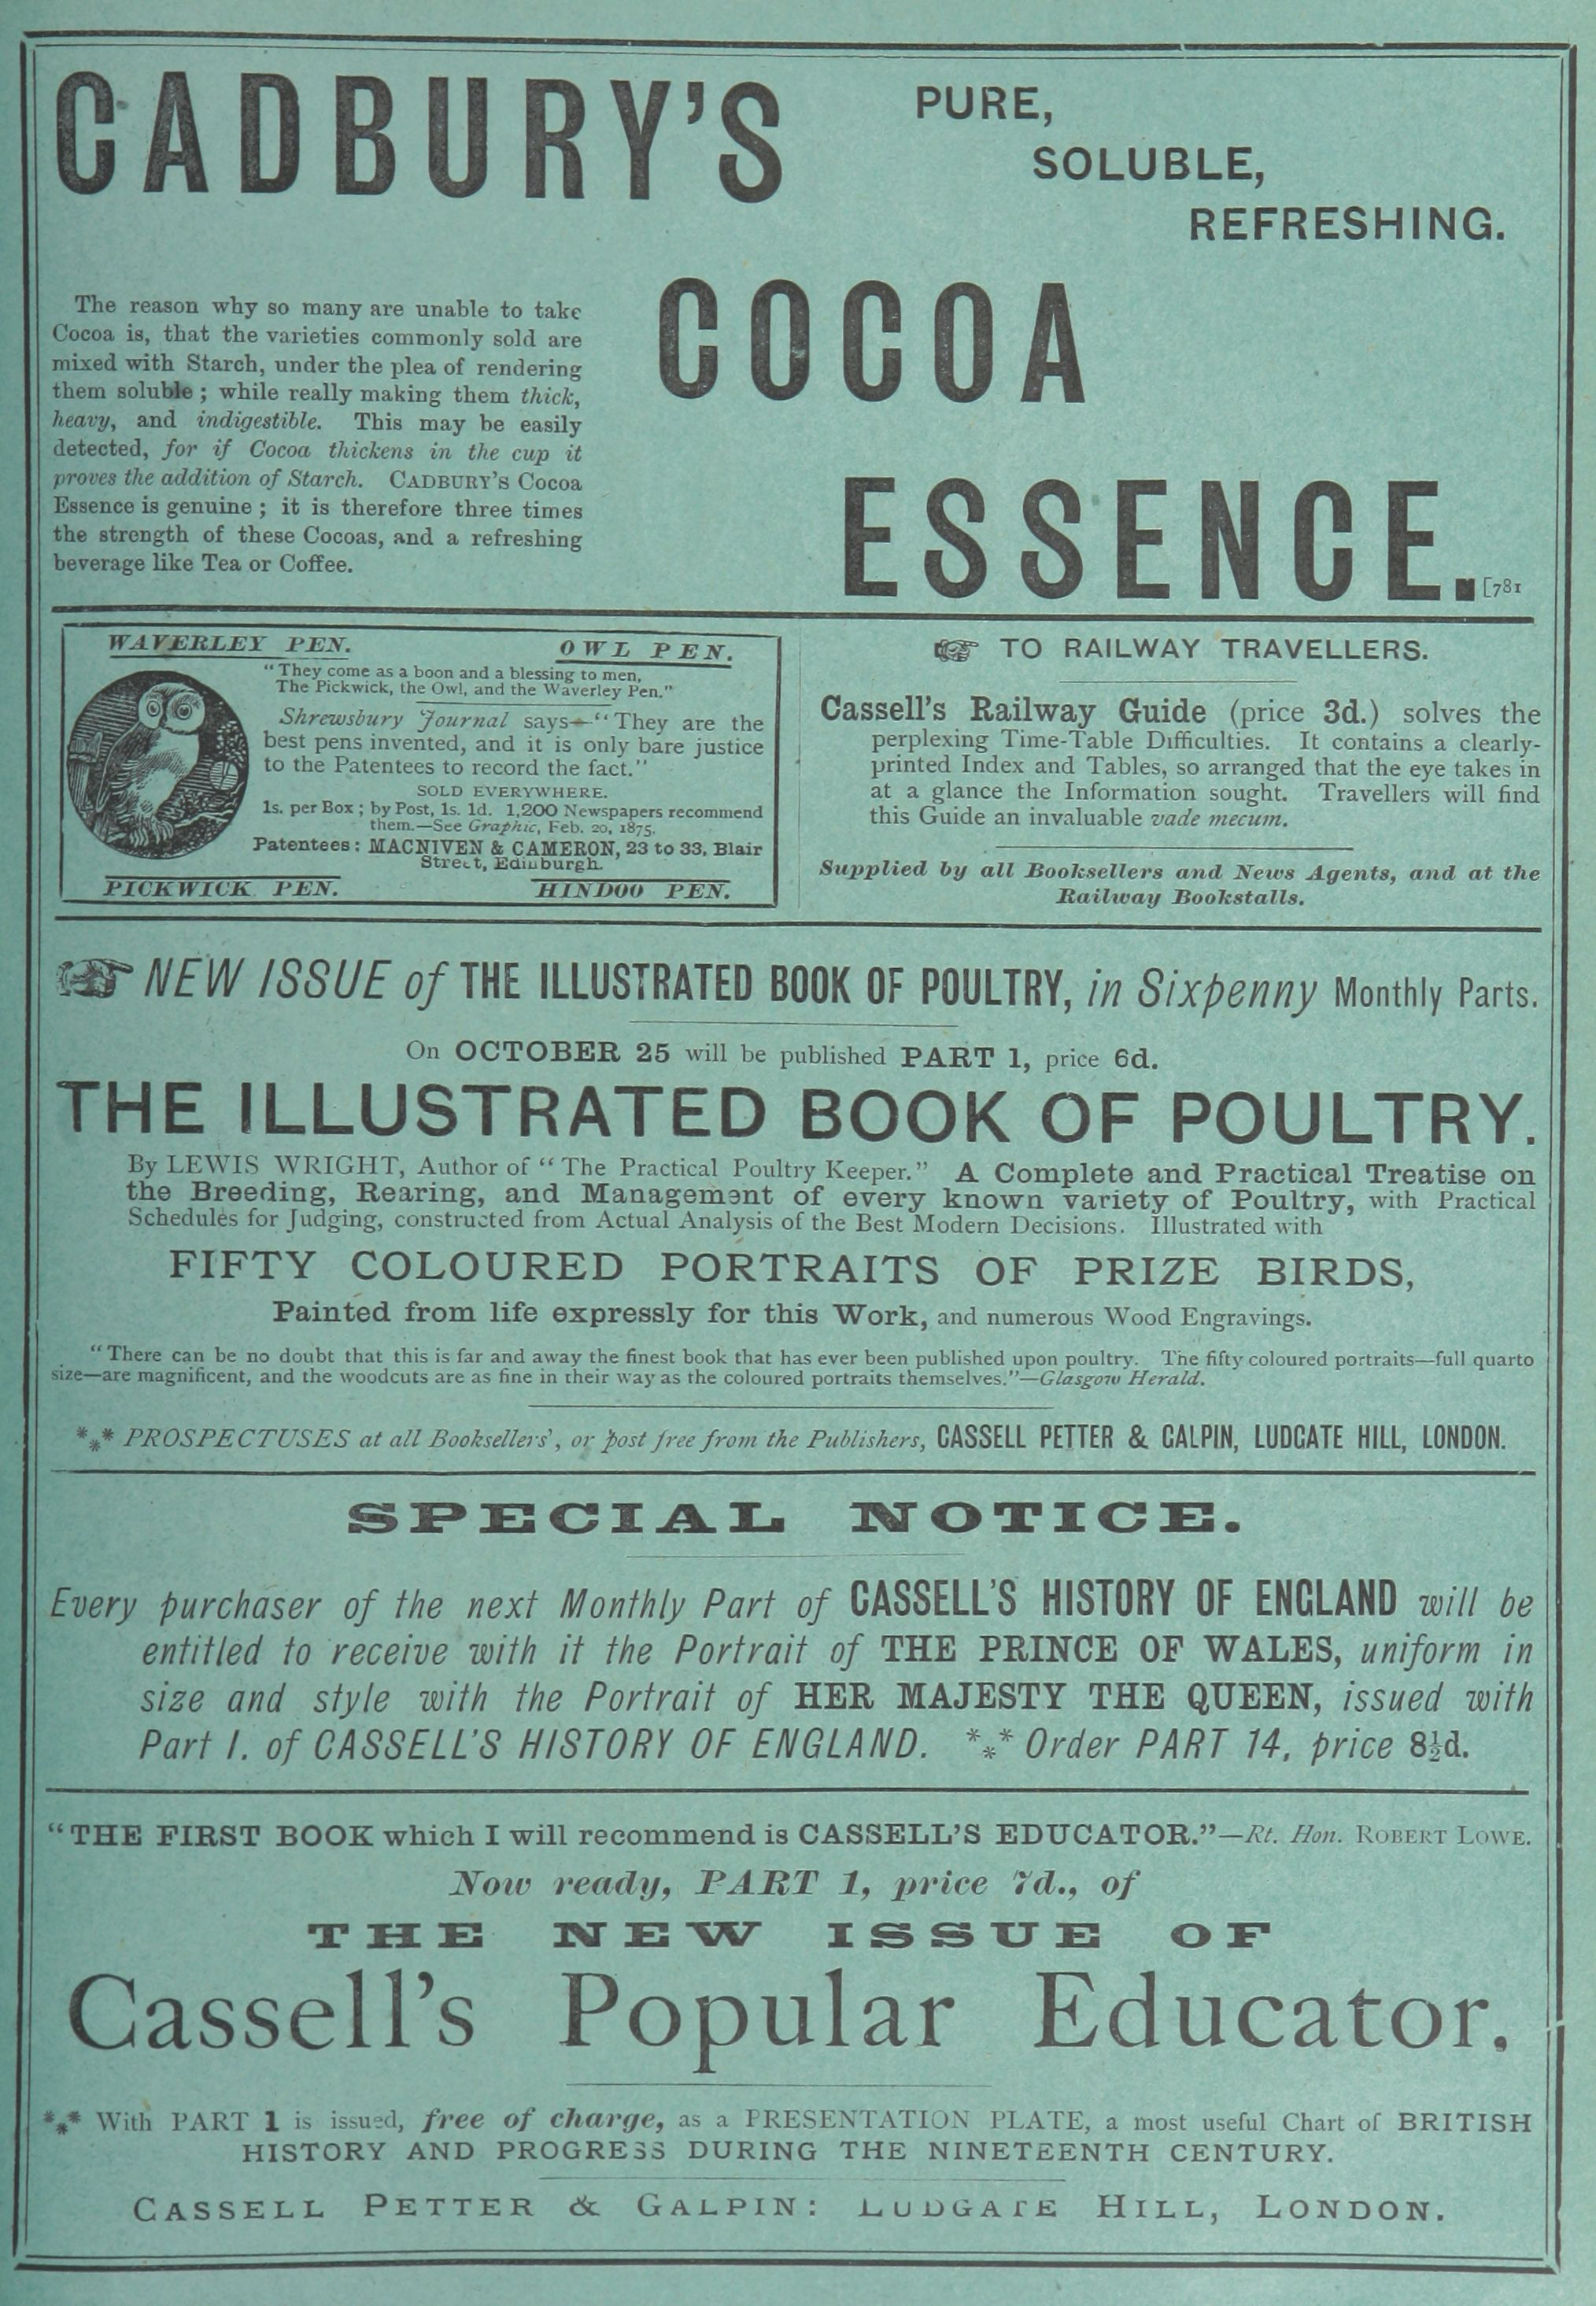 CADBURY'S
PURE,
SOLUBLE,
REFRESHING.
COCOA
ESSENCE.
[781
The reason why so many are unable to take
Cocoa is, that the varieties commonly sold are
mixed with Starch, under the plea of rendering
them soluble; while really making them thick,
heavy, and indigestible. This may be easily
detected, for if Cocoa thickens in the cup it
proves the addition of Starch. CADBURY'S Cocoa
Essence is genuine; it is therefore three times
the strength of these Cocoas, and a refreshing
beverage like Tea or Coffee.
WAVERLEY PEN.
OWL PEN.
"They come as a boon and a blessing to men,
The Pickwick, the Owl, and the Waverley Pen."
Shrewsbury Journal says—"They are the
best pens invented, and it is only bare justice
to the Patentees to record the fact."
SOLD EVERYWHERE.
1s. per Box; by Post, 1s. 1d. 1,200 Newspapers recommend
them.—See Graphic, Feb. 20, 1875.
Patentees: MACNIVEN & CAMERON, 23 to 33, Blair
Street, Edinburgh.
PICKWICK PEN.
HINDOO PEN.
☞ TO RAILWAY TRAVELLERS.
Cassell's Railway Guide (price 3d.) solves the
perplexing Time-Table Difficulties. It contains a clearly-
printed Index and Tables, so arranged that the eye takes in
at a glance the Information sought. Travellers will find
this Guide an invaluable vade mecum.
Supplied by all Booksellers and News Agents, and at the
Railway Bookstalls.
☞ NEW ISSUE of THE ILLUSTRATED BOOK OF POULTRY, in Sixpenny Monthly Parts.
On OCTOBER 25 will be published PART 1, price 6d.
THE ILLUSTRATED BOOK OF POULTRY.
By LEWIS WRIGHT, Author of "The Practical Poultry Keeper." A Complete and Practical Treatise on
the Breeding, Rearing, and Management of every known variety of Poultry, with Practical
Schedules for Judging, constructed from Actual Analysis of the Best Modern Decisions. Illustrated with
FIFTY COLOURED PORTRAITS OF PRIZE BIRDS,
Painted from life expressly for this Work, and numerous Wood Engravings.
"There can be no doubt that this is far and away the finest book that has ever been published upon poultry. The fifty coloured portraits—full quarto
size—are magnificent, and the woodcuts are as fine in their way as the coloured portraits themselves."—Glasgow Herald.
*⁎* PROSPECTUSES at all Booksellers', or post free from the Publishers, CASSELL PETTER & GALPIN, LUDGATE HILL, LONDON.
SPECIAL NOTICE.
Every purchaser of the next Monthly Part of CASSELL'S HISTORY OF ENGLAND will be
entitled to receive with it the Portrait of THE PRINCE OF WALES, uniform in
size and style with the Portrait of HER MAJESTY THE QUEEN, issued with
Part I. of CASSELL'S HISTORY OF ENGLAND. *⁎* Order PART 14, price 8½d.
"THE FIRST BOOK which I will recommend is CASSELL'S EDUCATOR."—Rt. Hon. ROBERT LOWE.
Now ready, PART 1, price 7d., of
THE NEW ISSUE OF
Cassell's Popular Educator.
*⁎* With PART 1 is issued, free of charge, as a PRESENTATION PLATE, a most useful Chart of BRITISH
HISTORY AND PROGRESS DURING THE NINETEENTH CENTURY.
CASSELL PETTER & GALPIN: LUDGATE HILL, LONDON.